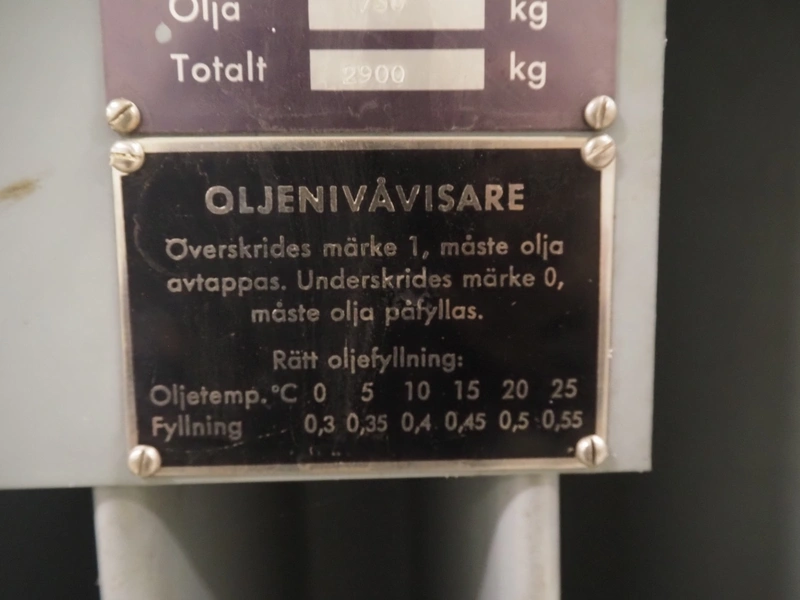 Olja 730 kg
Totalt 2900 kg
OLJENIVÅVISARE
Överskrides märke 1, måste olja
avtappas. Underskrides märke 0,
måste olja påfyllas.
Rätt oljefyllning:
Oljetemp. °C 0 5 10 15 20 25
Fyllning 0,3 0,35 0,4 0,45 0,5 0,55